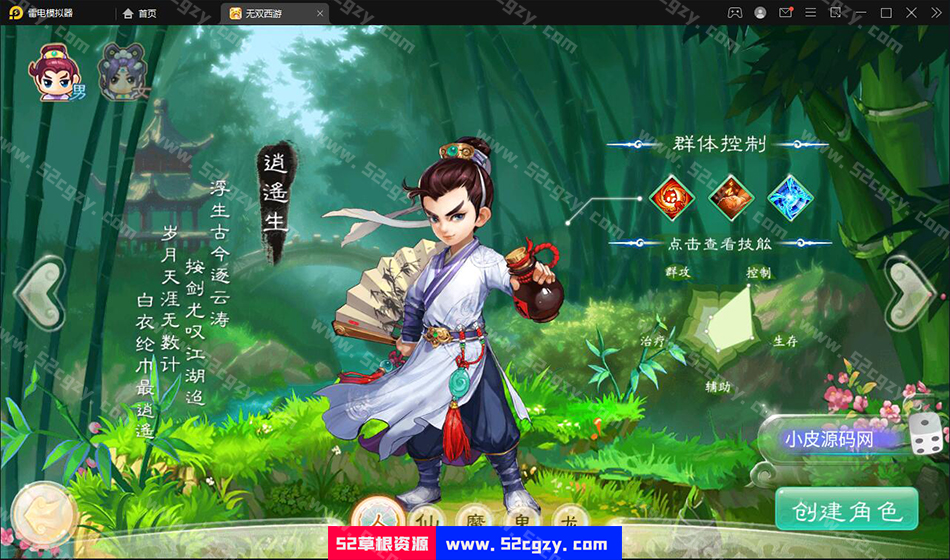 雷电模拟器
首页
无双西游
男
女
逍遥生
浮生古今逐云涛
按剑尤叹江湖迢
岁月天涯无数计
白衣纶巾最逍遥
群体控制
点击查看技能
群攻
控制
治疗
生存
辅助
小皮源码网
创建角色
人 仙 魔 鬼 龙
52草根资源 www.52cgzy.com
www.52cgzy.com